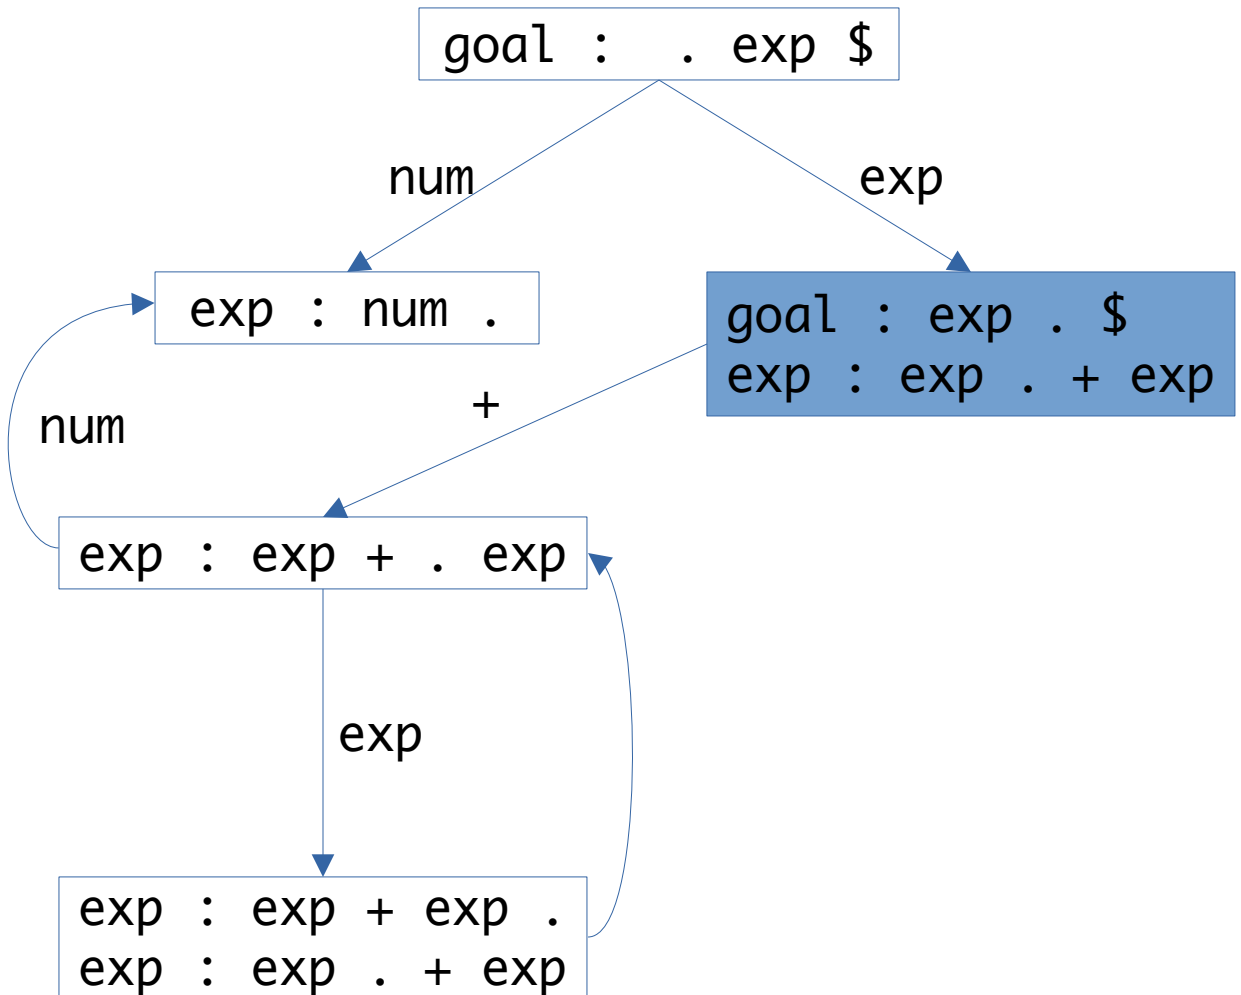 goal :  . exp $
num
exp
exp : num .
goal : exp . $
exp : exp . + exp
+
num
exp : exp + . exp
exp
exp : exp + exp .
exp : exp . + exp